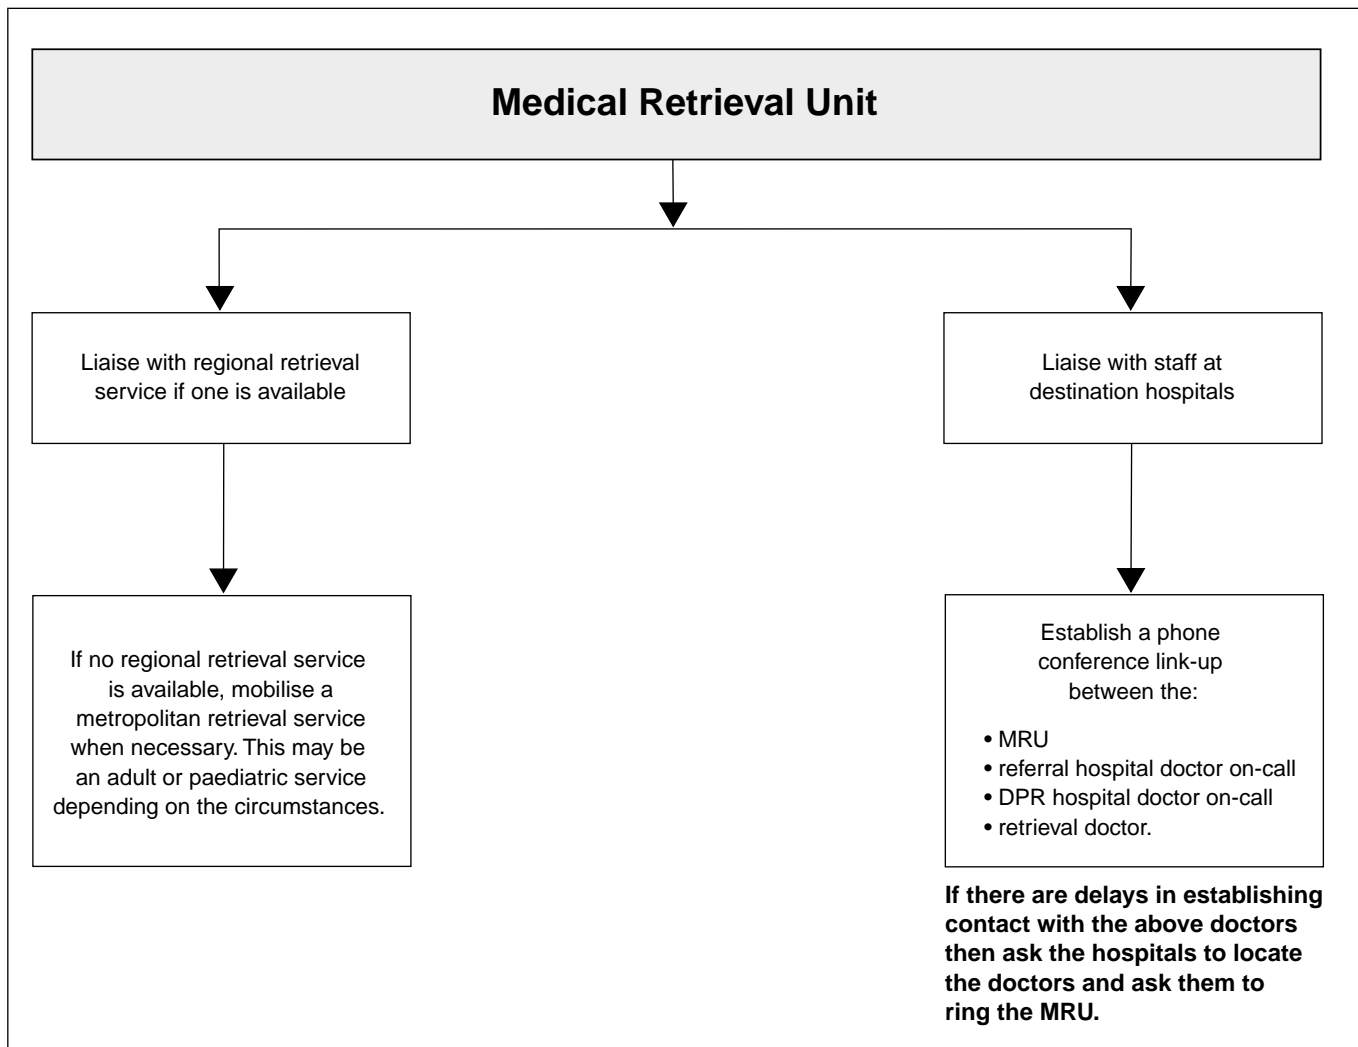 Medical Retrieval Unit
Liaise with regional retrieval
service if one is available
Liaise with staff at
destination hospitals
If no regional retrieval service
is available, mobilise a
metropolitan retrieval service
when necessary. This may be
an adult or paediatric service
depending on the circumstances.
Establish a phone
conference link-up
between the:
• MRU
• referral hospital doctor on-call
• DPR hospital doctor on-call
• retrieval doctor.
If there are delays in establishing
contact with the above doctors
then ask the hospitals to locate
the doctors and ask them to
ring the MRU.